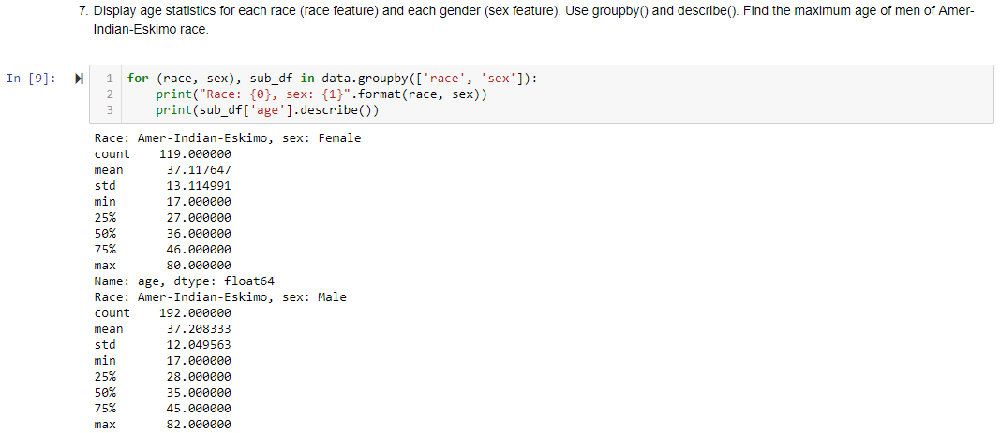 7. Display age statistics for each race (race feature) and each gender (sex feature). Use groupby() and describe(). Find the maximum age of men of Amer-
Indian-Eskimo race.
In [9]:
1 for (race, sex), sub_df in data.groupby(['race', 'sex']):
2     print("Race: {0}, sex: {1}".format(race, sex))
3     print(sub_df['age'].describe())
Race: Amer-Indian-Eskimo, sex: Female
count    119.000000
mean      37.117647
std       13.114991
min       17.000000
25%       27.000000
50%       36.000000
75%       46.000000
max       80.000000
Name: age, dtype: float64
Race: Amer-Indian-Eskimo, sex: Male
count    192.000000
mean      37.208333
std       12.049563
min       17.000000
25%       28.000000
50%       35.000000
75%       45.000000
max       82.000000